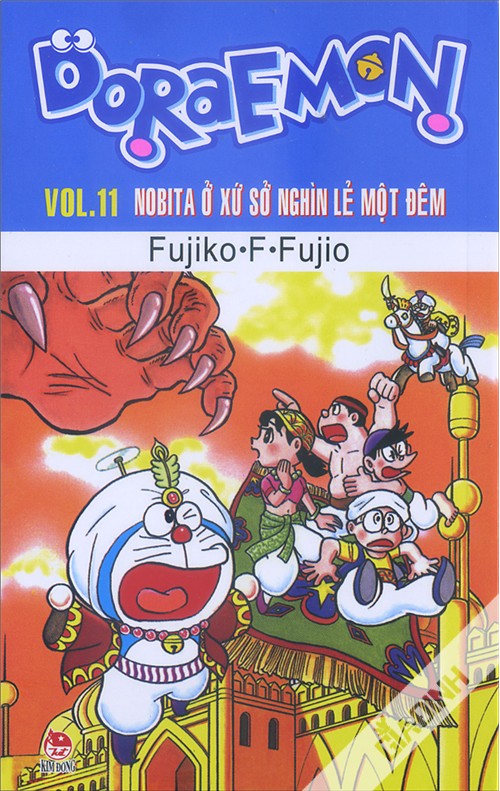 DORAEMON
VOL.11 NOBITA Ở XỨ SỞ NGHÌN LẺ MỘT ĐÊM
Fujiko•F•Fujio
KIM ĐỒNG